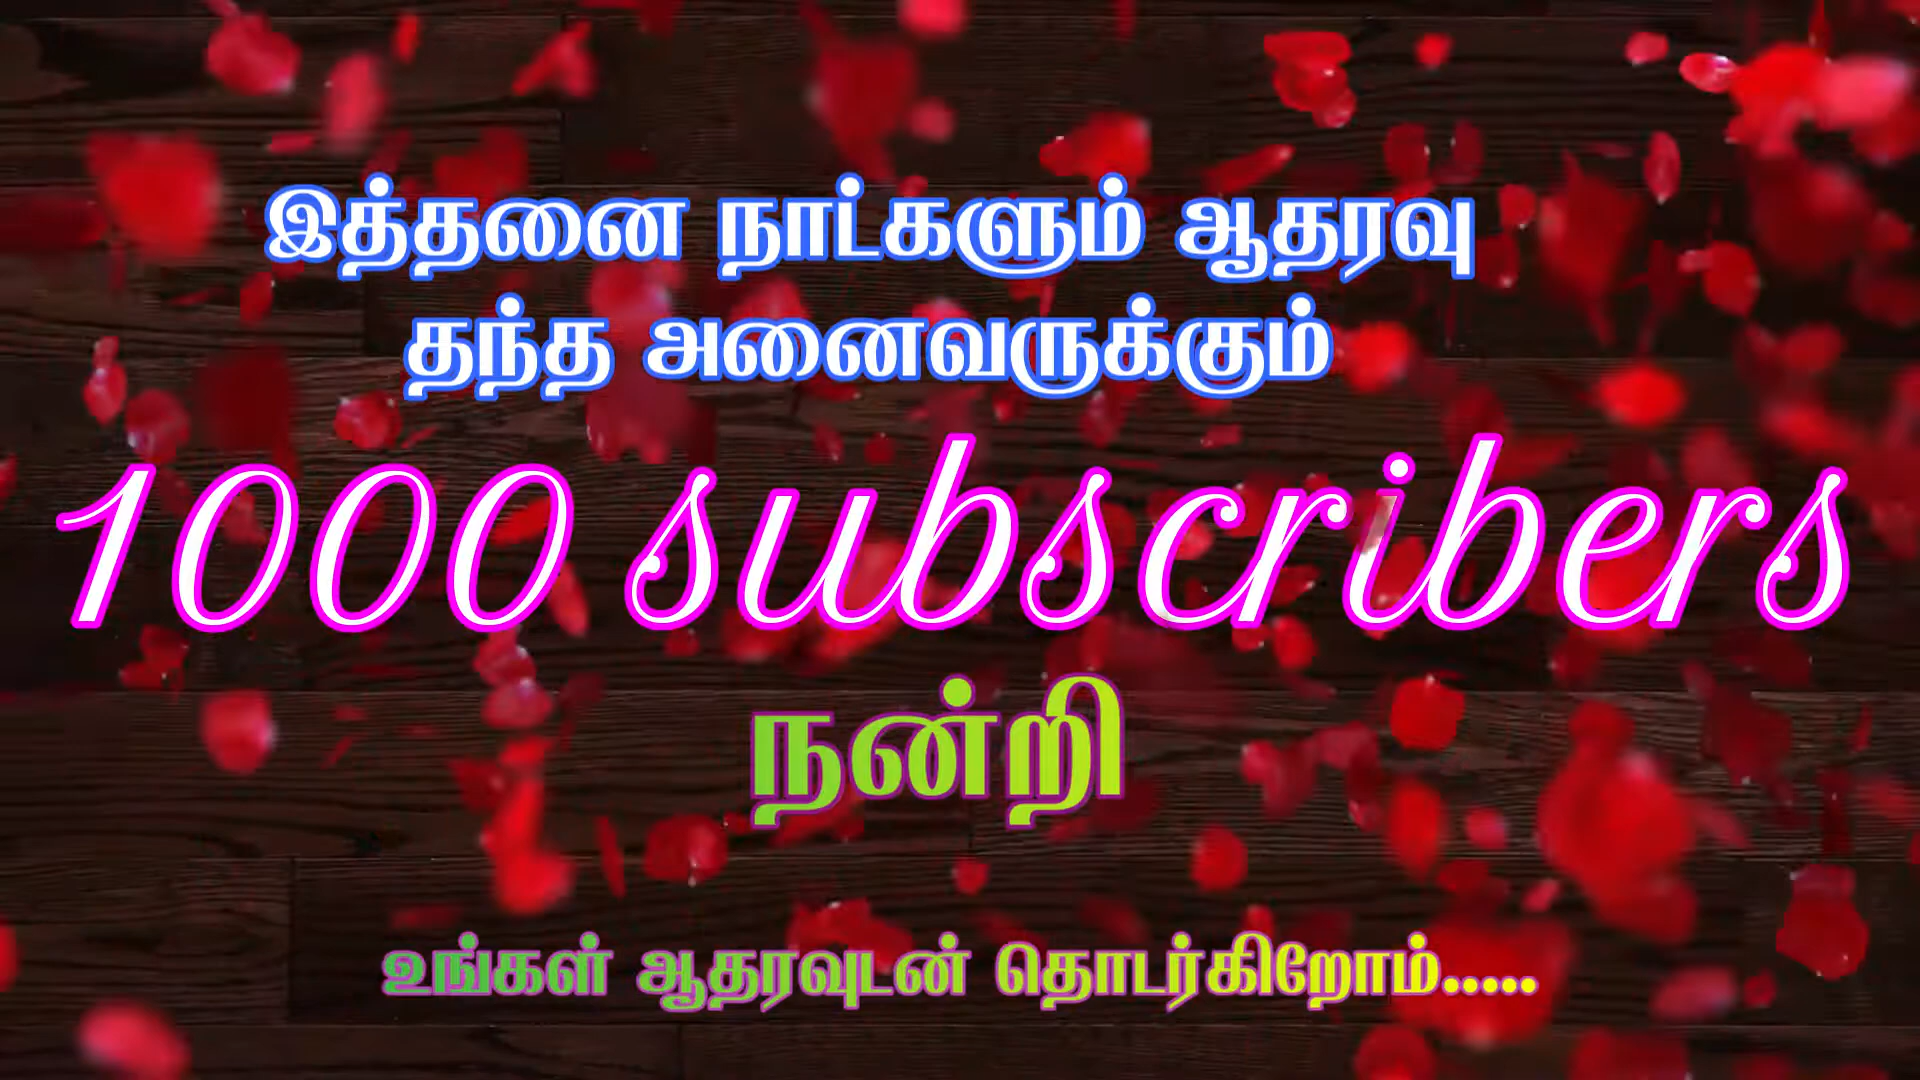 இத்தனை நாட்களும் ஆதரவு
தந்த அனைவருக்கும்
1000 subscribers
நன்றி
உங்கள் ஆதரவுடன் தொடர்கிறோம்.....